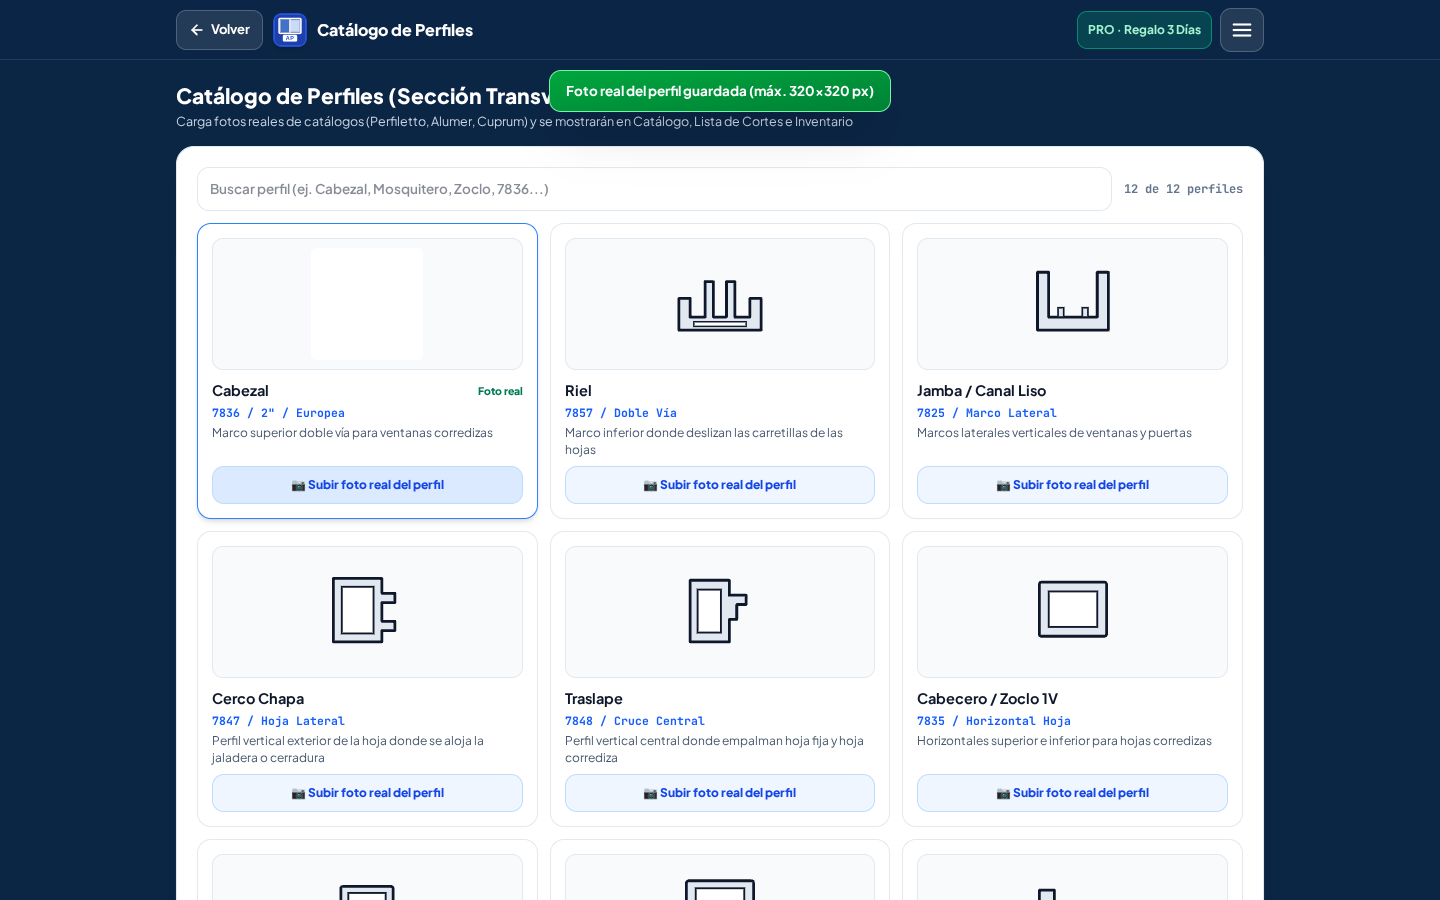 Volver
AP
Catálogo de Perfiles
PRO · Regalo 3 Días
Foto real del perfil guardada (máx. 320×320 px)
Catálogo de Perfiles (Sección Transv
Carga fotos reales de catálogos (Perfiletto, Alumer, Cuprum) y se mostrarán en Catálogo, Lista de Cortes e Inventario
Buscar perfil (ej. Cabezal, Mosquitero, Zoclo, 7836...)
12 de 12 perfiles
Cabezal
Foto real
7836 / 2" / Europea
Marco superior doble vía para ventanas corredizas
Subir foto real del perfil
Riel
7857 / Doble Vía
Marco inferior donde deslizan las carretillas de las
hojas
Subir foto real del perfil
Jamba / Canal Liso
7825 / Marco Lateral
Marcos laterales verticales de ventanas y puertas
Subir foto real del perfil
Cerco Chapa
7847 / Hoja Lateral
Perfil vertical exterior de la hoja donde se aloja la
jaladera o cerradura
Subir foto real del perfil
Traslape
7848 / Cruce Central
Perfil vertical central donde empalman hoja fija y hoja
corrediza
Subir foto real del perfil
Cabecero / Zoclo 1V
7835 / Horizontal Hoja
Horizontales superior e inferior para hojas corredizas
Subir foto real del perfil